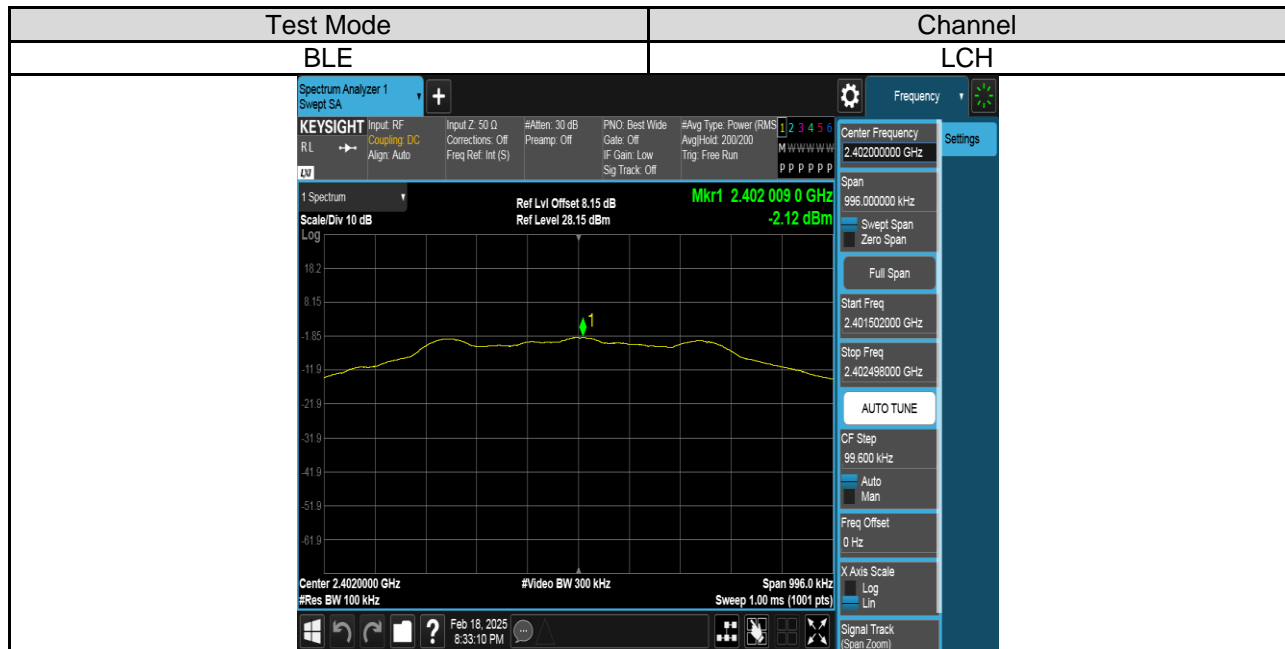 Test Mode
Channel
BLE
LCH
Spectrum Analyzer 1
Swept SA
Frequency
KEYSIGHT
RL
LXI
Input: RF
Coupling: DC
Align: Auto
Input Z: 50 Ω
Corrections: Off
Freq Ref: Int (S)
#Atten: 30 dB
Preamp: Off
PNO: Best Wide
Gate: Off
IF Gain: Low
Sig Track: Off
#Avg Type: Power (RMS
Avg|Hold: 200/200
Trig: Free Run
1 2 3 4 5 6
M W W W W W
P P P P P P
Settings
Center Frequency
2.402000000 GHz
Span
996.000000 kHz
Swept Span
Zero Span
Full Span
Start Freq
2.401502000 GHz
Stop Freq
2.402498000 GHz
AUTO TUNE
CF Step
99.600 kHz
Auto
Man
Freq Offset
0 Hz
X Axis Scale
Log
Lin
Signal Track
(Span Zoom)
1 Spectrum
Scale/Div 10 dB
Log
Ref Lvl Offset 8.15 dB
Ref Level 28.15 dBm
Mkr1 2.402 009 0 GHz
-2.12 dBm
18.2
8.15
1
-1.85
-11.9
-21.9
-31.9
-41.9
-51.9
-61.9
Center 2.4020000 GHz
#Res BW 100 kHz
#Video BW 300 kHz
Span 996.0 kHz
Sweep 1.00 ms (1001 pts)
?
Feb 18, 2025
8:33:10 PM